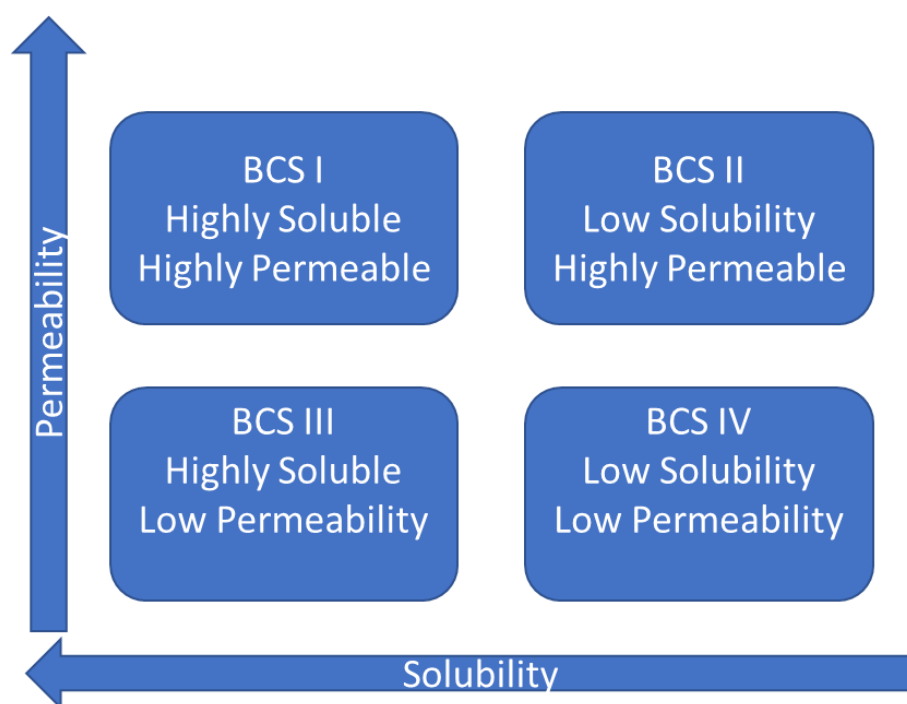 Permeability
BCS I
Highly Soluble
Highly Permeable
BCS II
Low Solubility
Highly Permeable
BCS III
Highly Soluble
Low Permeability
BCS IV
Low Solubility
Low Permeability
Solubility